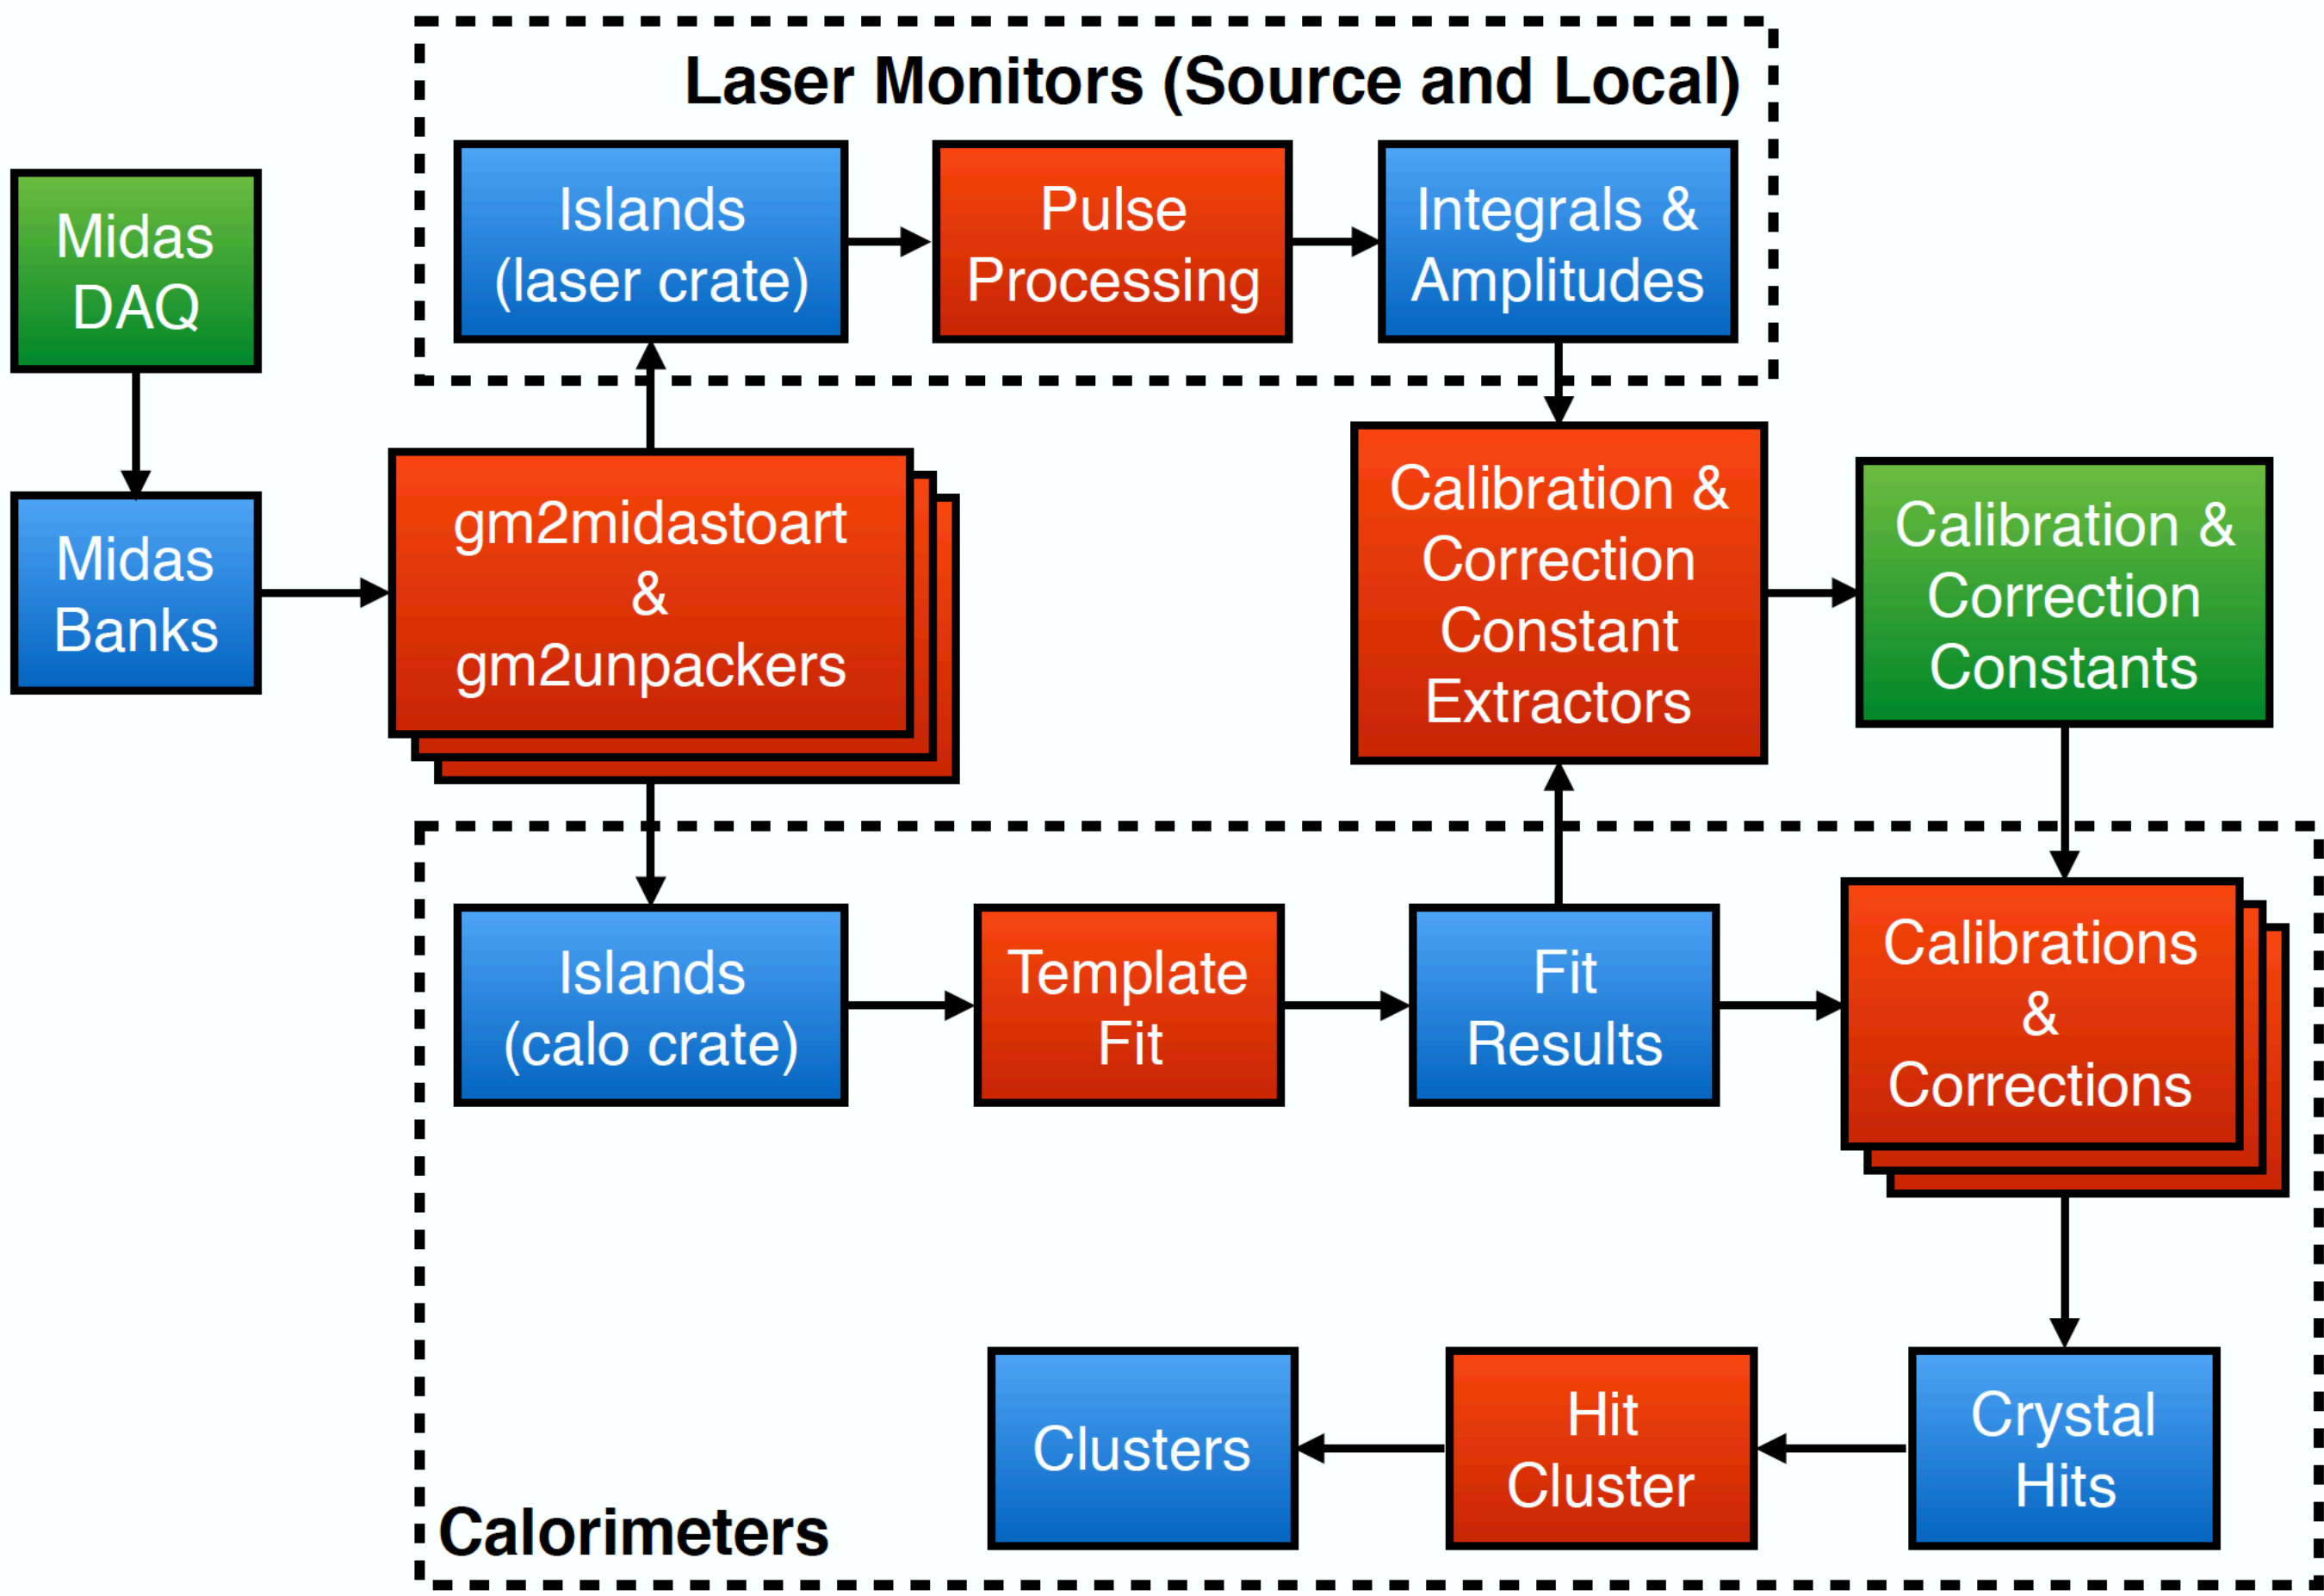 Laser Monitors (Source and Local)
Midas
DAQ
Islands
(laser crate)
Pulse
Processing
Integrals &
Amplitudes
Midas
Banks
gm2midastoart
&
gm2unpackers
Calibration &
Correction
Constant
Extractors
Calibration &
Correction
Constants
Islands
(calo crate)
Template
Fit
Fit
Results
Calibrations
&
Corrections
Clusters
Hit
Cluster
Crystal
Hits
Calorimeters